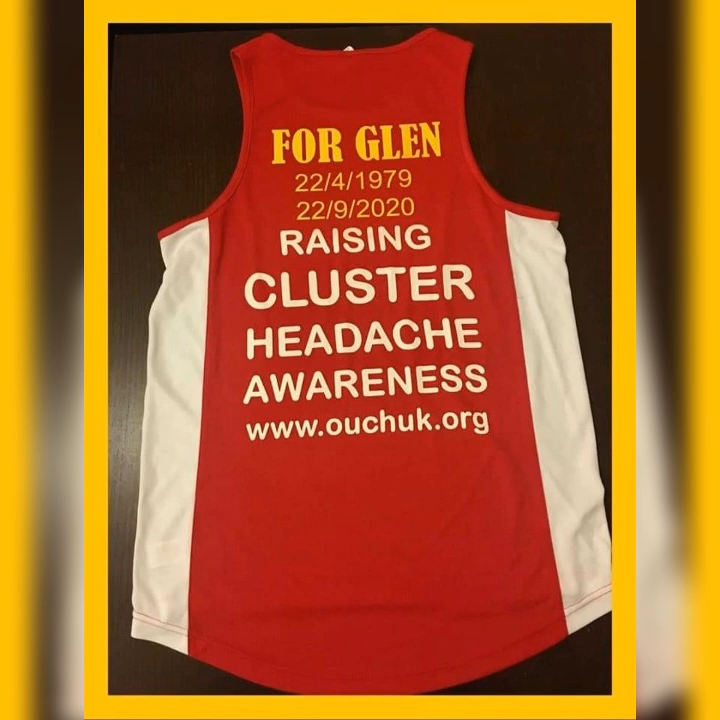 FOR GLEN
22/4/1979
22/9/2020
RAISING
CLUSTER
HEADACHE
AWARENESS
www.ouchuk.org